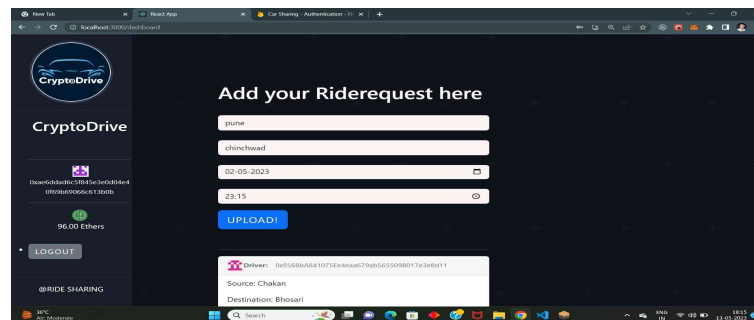 New Tab
React App
Car Sharing - Authentication - Fi
localhost:3000/dashboard
CryptoDrive
CryptoDrive
0xae6ddad6c5f845e3e0d04e4
0f69b69066c613b0b
96.00 Ethers
LOGOUT
@RIDE SHARING
Add your Riderequest here
pune
chinchwad
02-05-2023
23:15
UPLOAD!
Driver: 0x9568bA841075Ee4eaa679ab565509B017e3e8d11
Source: Chakan
Destination: Bhosari
36°C
Air: Moderate
Search
ENG
IN
18:15
13-05-2023